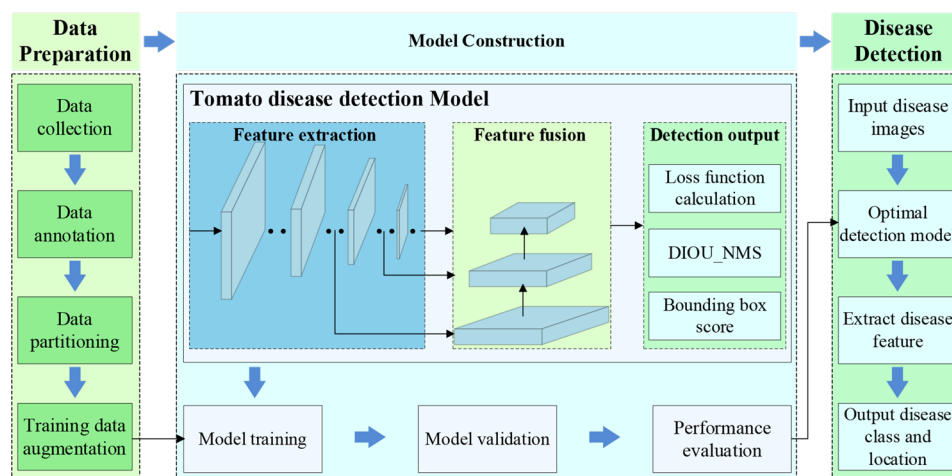 Data
Preparation
Model Construction
Disease
Detection
Data
collection
Data
annotation
Data
partitioning
Training data
augmentation
Tomato disease detection Model
Feature extraction
Feature fusion
Detection output
Loss function
calculation
DIOU_NMS
Bounding box
score
Model training
Model validation
Performance
evaluation
Input disease
images
Optimal
detection model
Extract disease
feature
Output disease
class and
location